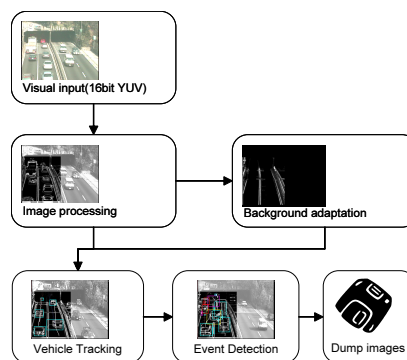 Visual input(16bit YUV)
Image processing
Background adaptation
Vehicle Tracking
Event Detection
Dump images